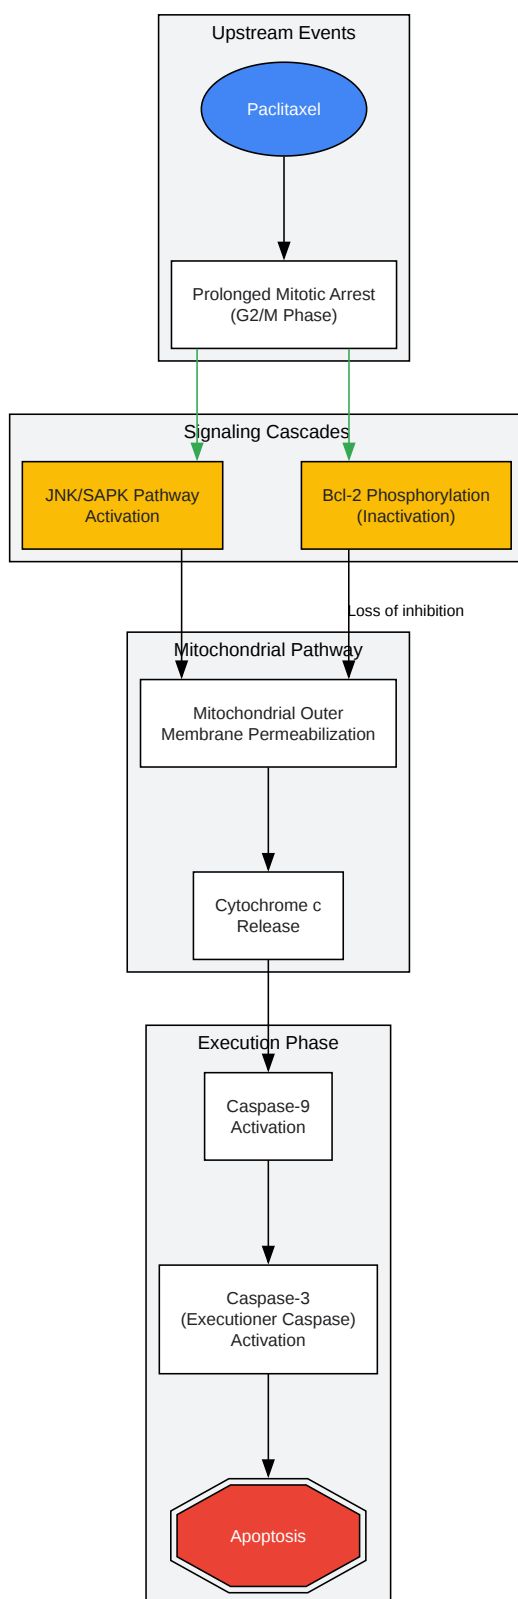 Upstream Events
Paclitaxel
Prolonged Mitotic Arrest
(G2/M Phase)
Signaling Cascades
JNK/SAPK Pathway
Activation
Bcl-2 Phosphorylation
(Inactivation)
Loss of inhibition
Mitochondrial Pathway
Mitochondrial Outer
Membrane Permeabilization
Cytochrome c
Release
Execution Phase
Caspase-9
Activation
Caspase-3
(Executioner Caspase)
Activation
Apoptosis